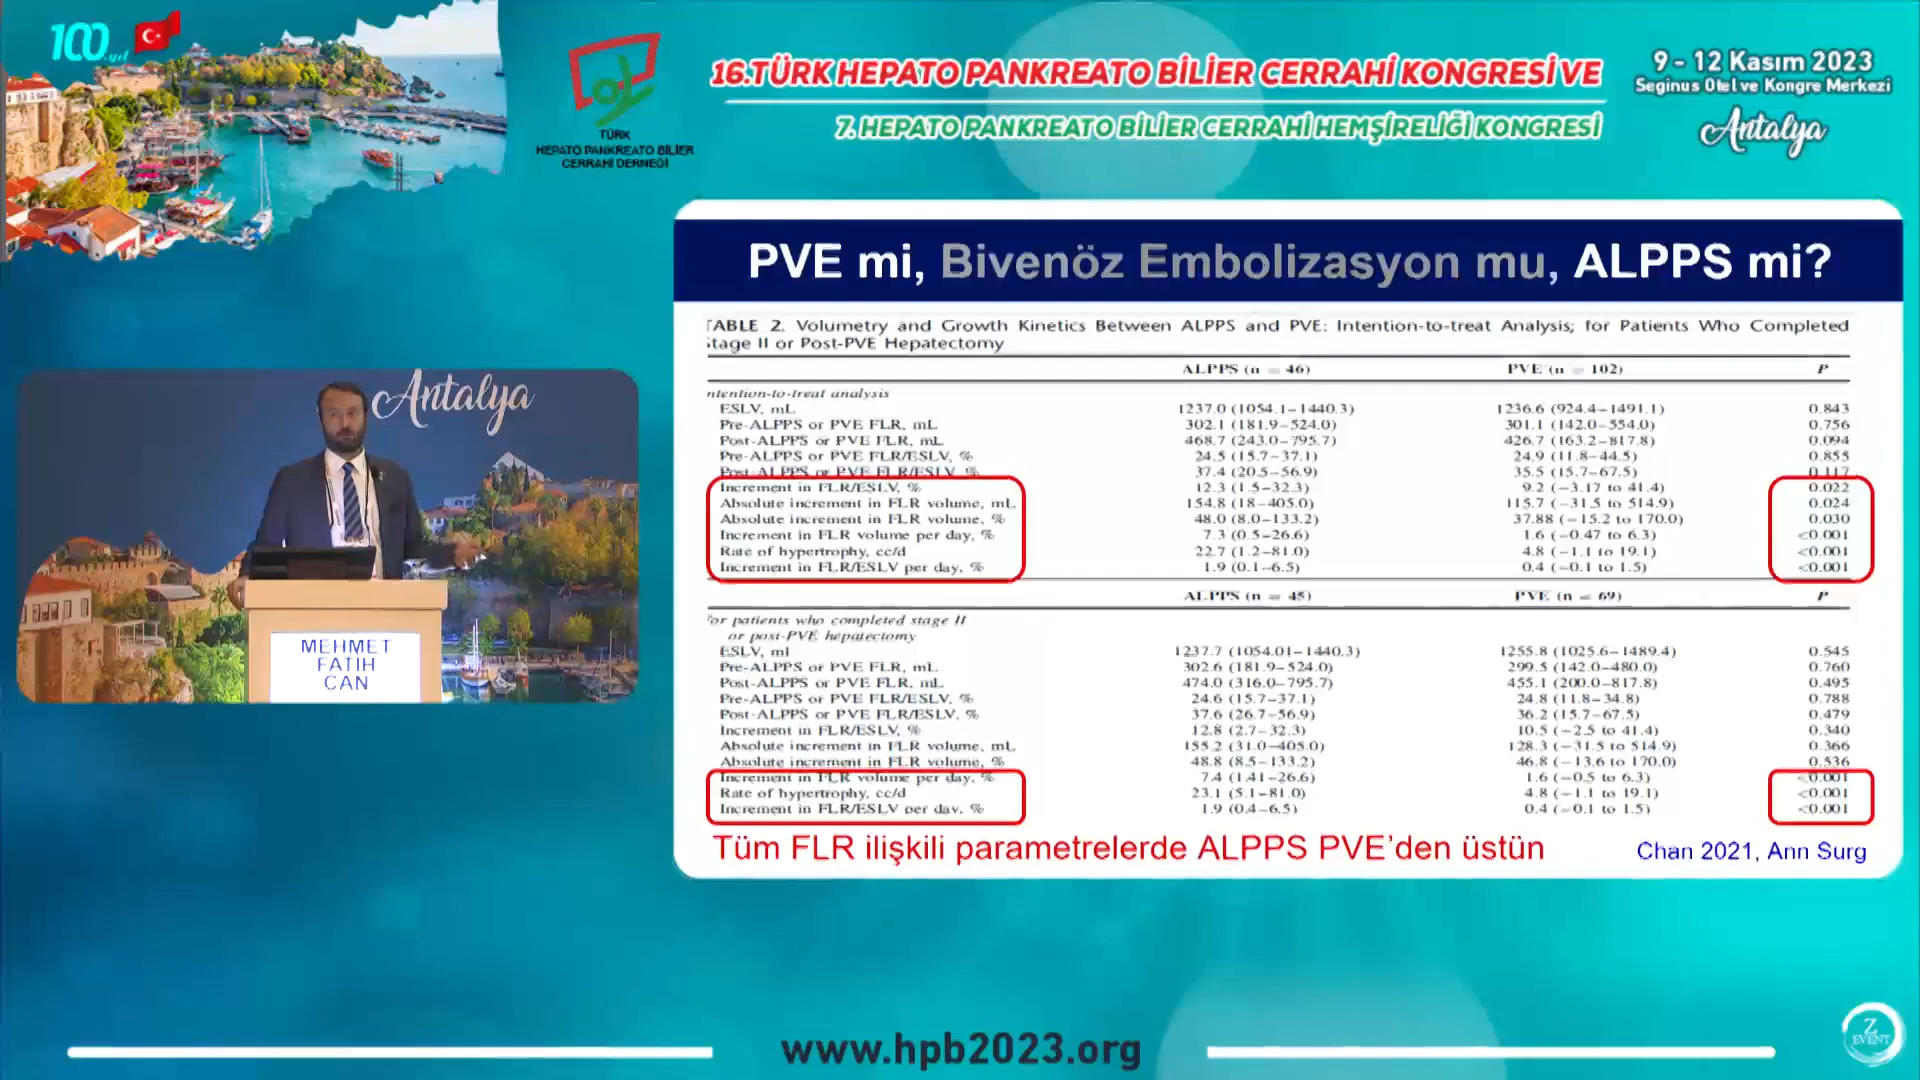 100.yıl
TÜRK
HEPATO PANKREATO BİLİER
CERRAHİ DERNEĞİ
16.TÜRK HEPATO PANKREATO BİLİER CERRAHİ KONGRESİ VE
7. HEPATO PANKREATO BİLİER CERRAHİ HEMŞİRELİĞİ KONGRESİ
9 - 12 Kasım 2023
Seginus Otel ve Kongre Merkezi
Antalya
PVE mi, Bivenöz Embolizasyon mu, ALPPS mi?
TABLE 2. Volumetry and Growth Kinetics Between ALPPS and PVE: Intention-to-treat Analysis; for Patients Who Completed
Stage II or Post-PVE Hepatectomy
ALPPS (n = 46) PVE (n = 102) P
ntention-to-treat analysis
ESLV, mL 1237.0 (1054.1–1440.3) 1236.6 (924.4–1491.1) 0.843
Pre-ALPPS or PVE FLR, mL 302.1 (181.9–524.0) 301.1 (142.0–554.0) 0.756
Post-ALPPS or PVE FLR, mL 468.7 (243.0–795.7) 426.7 (163.2–817.8) 0.094
Pre-ALPPS or PVE FLR/ESLV, % 24.5 (15.7–37.1) 24.9 (11.8–44.5) 0.855
Post-ALPPS or PVE FLR/ESLV, % 37.4 (20.5–56.9) 35.5 (15.7–67.5) 0.117
Increment in FLR/ESLV, % 12.3 (1.5–32.3) 9.2 (−3.17 to 41.4) 0.022
Absolute increment in FLR volume, mL 154.8 (18–405.0) 115.7 (−31.5 to 514.9) 0.024
Absolute increment in FLR volume, % 48.0 (8.0–133.2) 37.88 (−15.2 to 170.0) 0.030
Increment in FLR volume per day, % 7.3 (0.5–26.6) 1.6 (−0.47 to 6.3) <0.001
Rate of hypertrophy, cc/d 22.7 (1.2–81.0) 4.8 (−1.1 to 19.1) <0.001
Increment in FLR/ESLV per day, % 1.9 (0.1–6.5) 0.4 (−0.1 to 1.5) <0.001
ALPPS (n = 45) PVE (n = 69) P
For patients who completed stage II
or post-PVE hepatectomy
ESLV, ml 1237.7 (1054.01–1440.3) 1255.8 (1025.6–1489.4) 0.545
Pre-ALPPS or PVE FLR, mL 302.6 (181.9–524.0) 299.5 (142.0–480.0) 0.760
Post-ALPPS or PVE FLR, mL 474.0 (316.0–795.7) 455.1 (200.0–817.8) 0.495
Pre-ALPPS or PVE FLR/ESLV, % 24.6 (15.7–37.1) 24.8 (11.8–34.8) 0.788
Post-ALPPS or PVE FLR/ESLV, % 37.6 (26.7–56.9) 36.2 (15.7–67.5) 0.479
Increment in FLR/ESLV, % 12.8 (2.7–32.3) 10.5 (−2.5 to 41.4) 0.340
Absolute increment in FLR volume, mL 155.2 (31.0–405.0) 128.3 (−31.5 to 514.9) 0.366
Absolute increment in FLR volume, % 48.8 (8.5–133.2) 46.8 (−13.6 to 170.0) 0.536
Increment in FLR volume per day, % 7.4 (1.41–26.6) 1.6 (−0.5 to 6.3) <0.001
Rate of hypertrophy, cc/d 23.1 (5.1–81.0) 4.8 (−1.1 to 19.1) <0.001
Increment in FLR/ESLV per day, % 1.9 (0.4–6.5) 0.4 (−0.1 to 1.5) <0.001
Tüm FLR ilişkili parametrelerde ALPPS PVE'den üstün
Chan 2021, Ann Surg
Antalya
MEHMET
FATIH
CAN
www.hpb2023.org
Z
EVENT